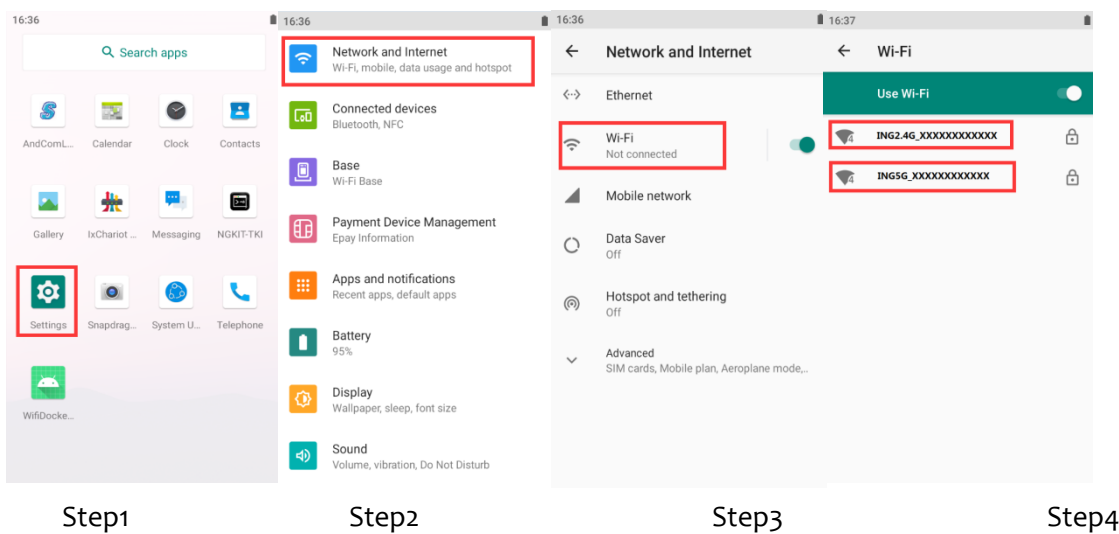 16:36
Search apps
AndComL...
Calendar
Clock
Contacts
Gallery
IxChariot ...
Messaging
NGKIT-TKI
Settings
Snapdrag...
System U...
Telephone
WifiDocke...
Step1
16:36
Network and Internet
Wi-Fi, mobile, data usage and hotspot
Connected devices
Bluetooth, NFC
Base
Wi-Fi Base
Payment Device Management
Epay Information
Apps and notifications
Recent apps, default apps
Battery
95%
Display
Wallpaper, sleep, font size
Sound
Volume, vibration, Do Not Disturb
Step2
16:36
Network and Internet
Ethernet
Wi-Fi
Not connected
Mobile network
Data Saver
Off
Hotspot and tethering
Off
Advanced
SIM cards, Mobile plan, Aeroplane mode,..
Step3
16:37
Wi-Fi
Use Wi-Fi
4
ING2.4G_XXXXXXXXXXXX
4
ING5G_XXXXXXXXXXXX
Step4